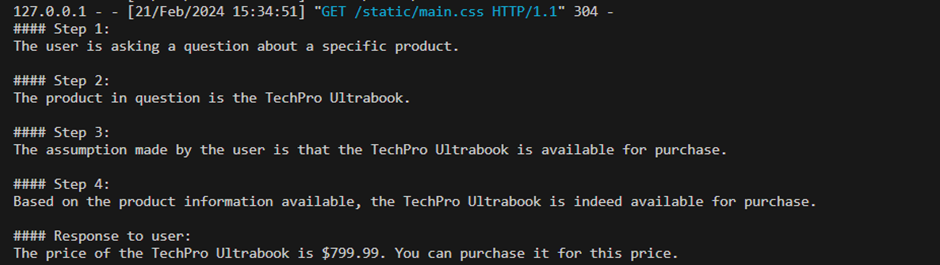 127.0.0.1 - - [21/Feb/2024 15:34:51] "GET /static/main.css HTTP/1.1" 304 -
#### Step 1:
The user is asking a question about a specific product.
#### Step 2:
The product in question is the TechPro Ultrabook.
#### Step 3:
The assumption made by the user is that the TechPro Ultrabook is available for purchase.
#### Step 4:
Based on the product information available, the TechPro Ultrabook is indeed available for purchase.
#### Response to user:
The price of the TechPro Ultrabook is $799.99. You can purchase it for this price.